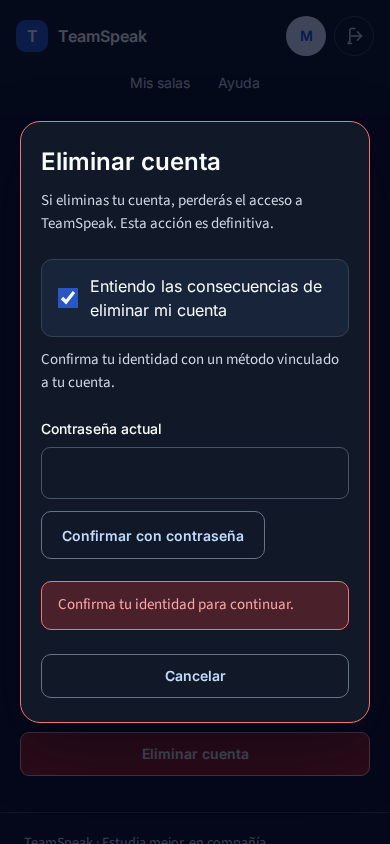 T TeamSpeak M
Mis salas Ayuda
Eliminar cuenta
Si eliminas tu cuenta, perderás el acceso a
TeamSpeak. Esta acción es definitiva.
Entiendo las consecuencias de
eliminar mi cuenta
Confirma tu identidad con un método vinculado
a tu cuenta.
Contraseña actual
Confirmar con contraseña
Confirma tu identidad para continuar.
Cancelar
Eliminar cuenta
TeamSpeak · Estudia mejor, en compañía.